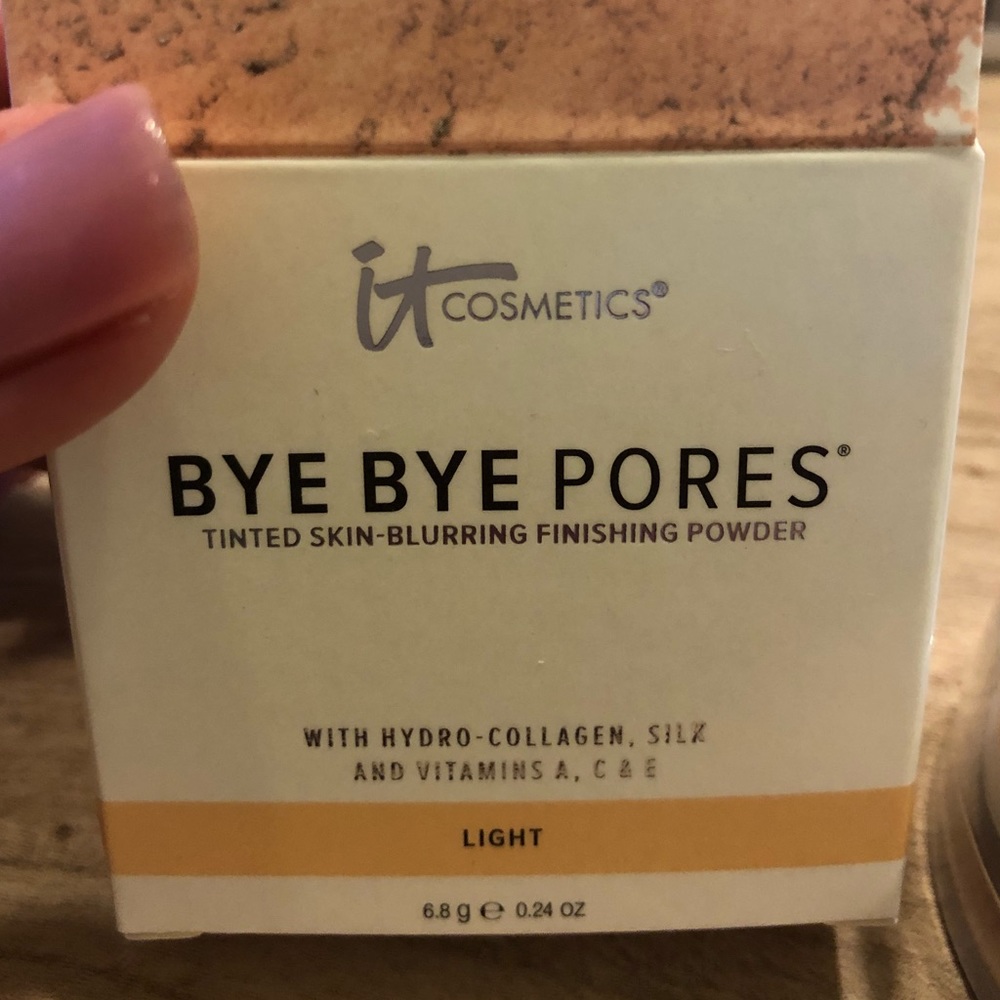 it COSMETICS®
BYE BYE PORES®
TINTED SKIN-BLURRING FINISHING POWDER
WITH HYDRO-COLLAGEN, SILK
AND VITAMINS A, C & E
LIGHT
6.8 g ℮ 0.24 OZ